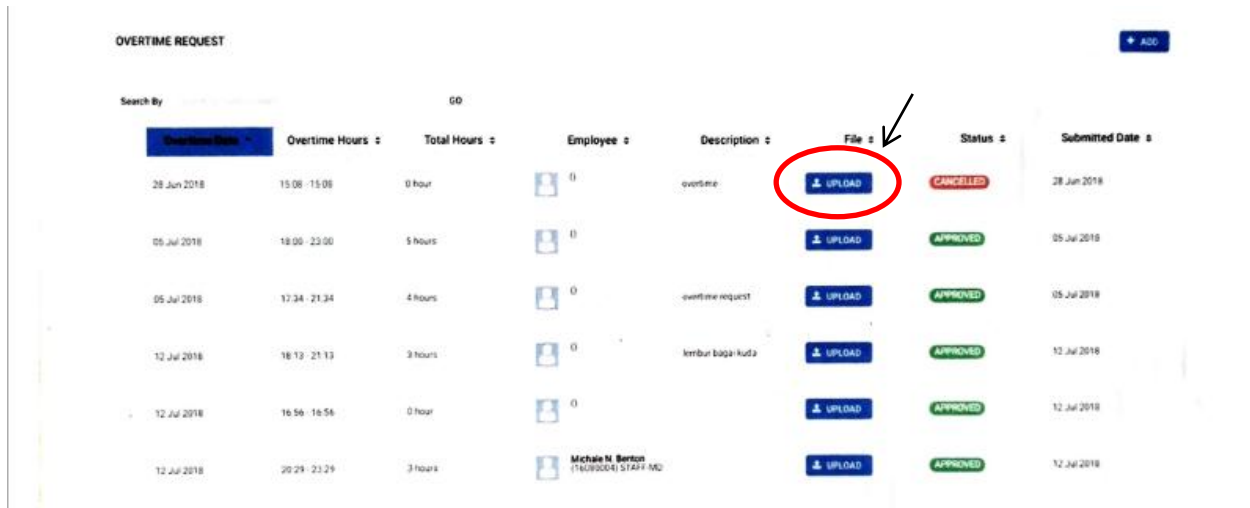 OVERTIME REQUEST
+ ADD
Search By GO
Overtime Date Overtime Hours Total Hours Employee Description File Status Submitted Date
28 Jun 2018 15:08 - 15:08 0 hour 0 overtime UPLOAD CANCELLED 28 Jun 2018
05 Jul 2018 18:00 - 23:00 5 hours 0 UPLOAD APPROVED 05 Jul 2018
05 Jul 2018 17:34 - 21:34 4 hours 0 overtime request UPLOAD APPROVED 05 Jul 2018
12 Jul 2018 18:13 - 21:13 3 hours 0 lembur bagai kuda UPLOAD APPROVED 12 Jul 2018
12 Jul 2018 16:56 - 16:56 0 hour 0 UPLOAD APPROVED 12 Jul 2018
12 Jul 2018 20:29 - 23:29 3 hours Michale N. Benton UPLOAD APPROVED 12 Jul 2018
(16080004) STAFF-MD